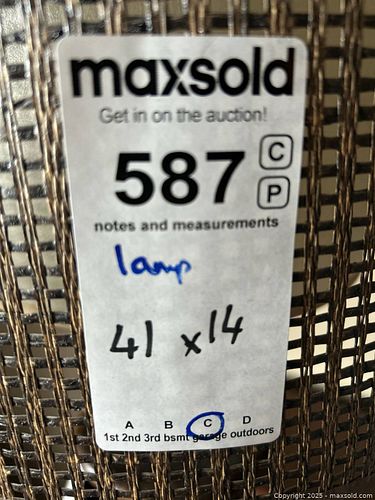 maxsold
Get in on the auction!
587 C
P
notes and measurements
lamp
41 x 14
A B C D
1st 2nd 3rd bsmt garage outdoors
Copyright © 2025 - maxsold.com